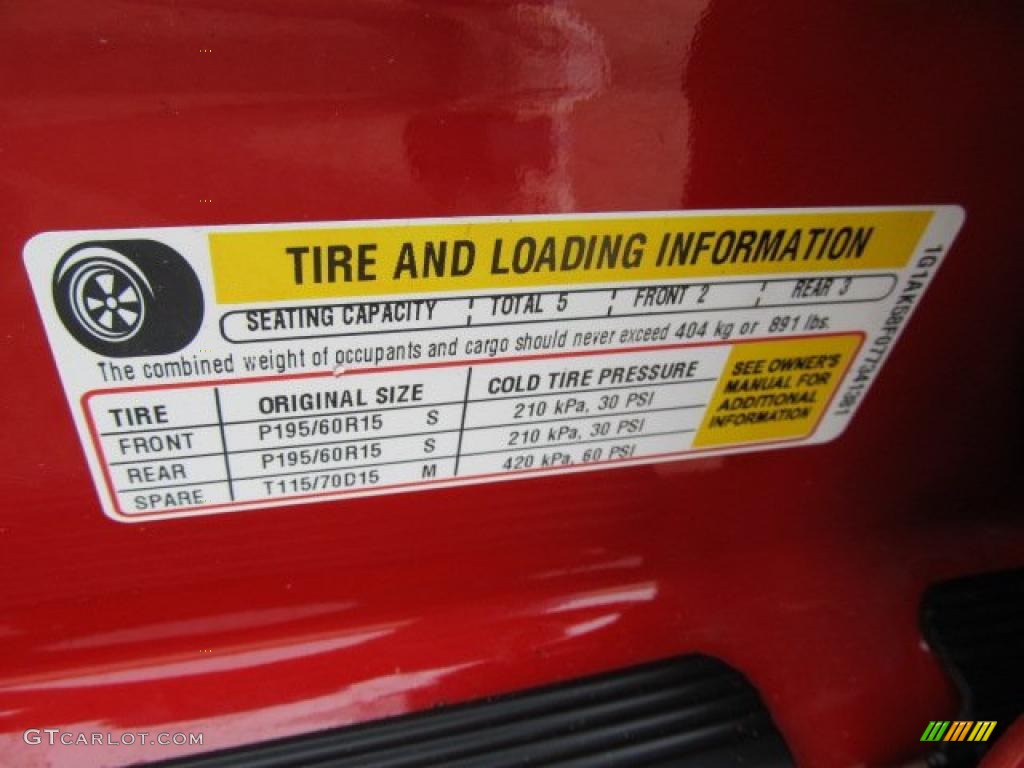 TIRE AND LOADING INFORMATION
SEATING CAPACITY TOTAL 5 FRONT 2 REAR 3
The combined weight of occupants and cargo should never exceed 404 kg or 891 lbs.
TIRE ORIGINAL SIZE COLD TIRE PRESSURE
FRONT P195/60R15 S 210 kPa, 30 PSI
REAR P195/60R15 S 210 kPa, 30 PSI
SPARE T115/70D15 M 420 kPa, 60 PSI
SEE OWNER'S
MANUAL FOR
ADDITIONAL
INFORMATION
1G1AK58F077341981
GTCARLOT.COM